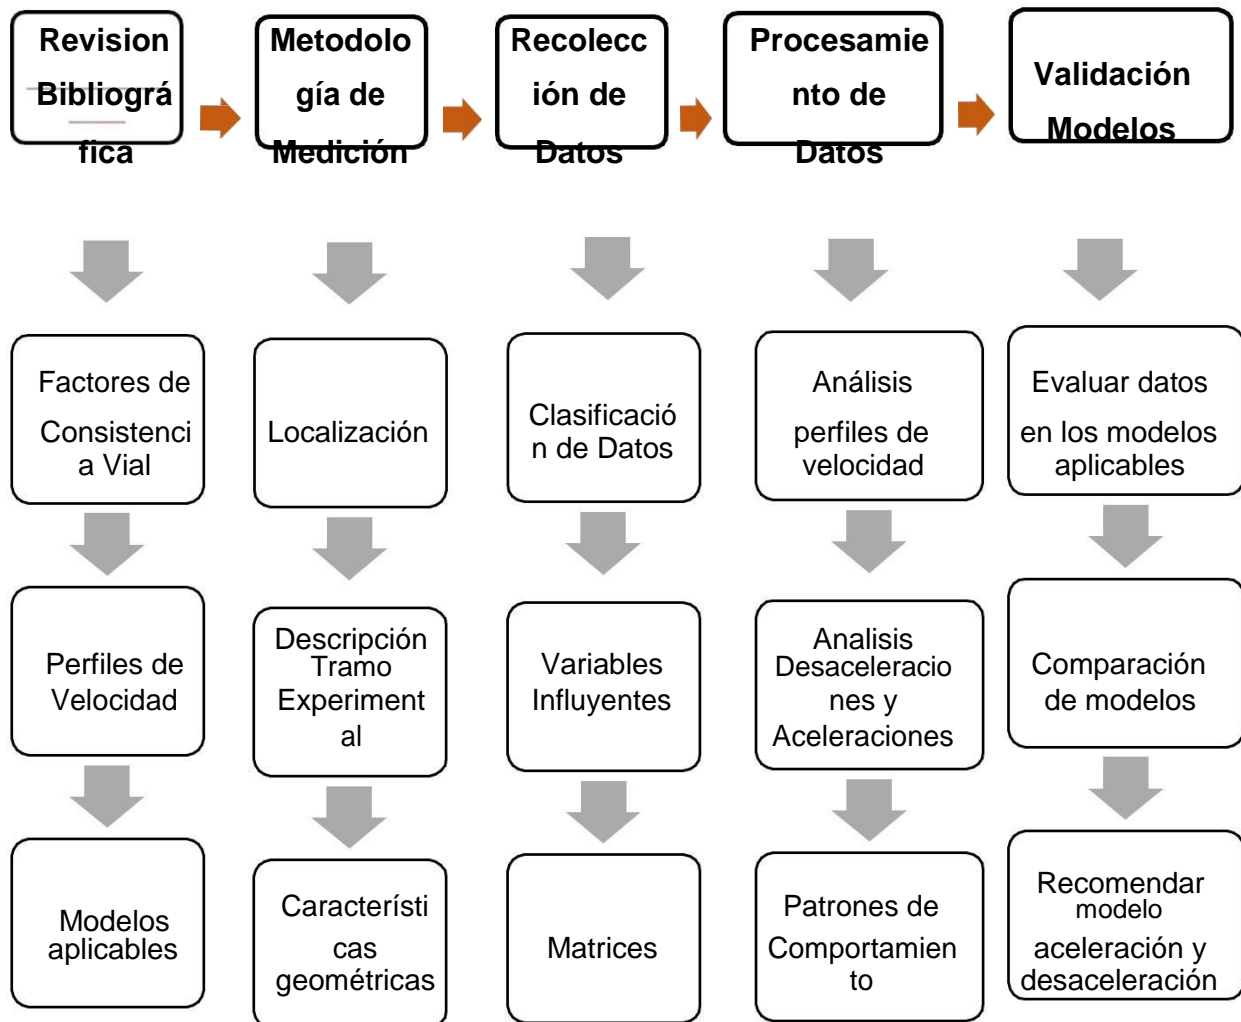 Revision
Bibliográ
fica
Metodolo
gía de
Medición
Recolecc
ión de
Datos
Procesamie
nto de
Datos
Validación
Modelos
Factores de
Consistenci
a Vial
Localización
Clasificació
n de Datos
Análisis
perfiles de
velocidad
Evaluar datos
en los modelos
aplicables
Perfiles de
Velocidad
Descripción
Tramo
Experiment
al
Variables
Influyentes
Analisis
Desaceleracio
nes y
Aceleraciones
Comparación
de modelos
Modelos
aplicables
Característi
cas
geométricas
Matrices
Patrones de
Comportamien
to
Recomendar
modelo
aceleración y
desaceleración